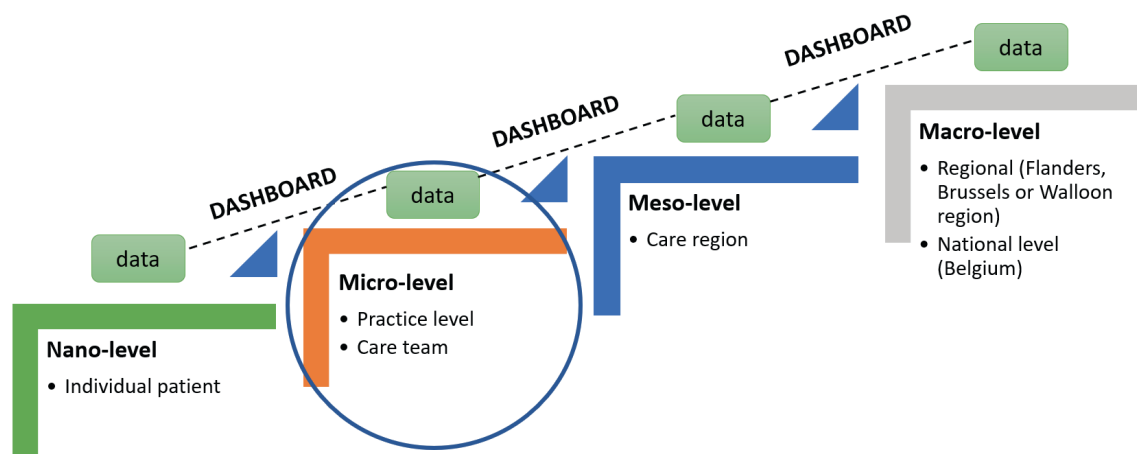 data
DASHBOARD
data
DASHBOARD
data
DASHBOARD
data
Nano-level
• Individual patient
Micro-level
• Practice level
• Care team
Meso-level
• Care region
Macro-level
• Regional (Flanders,
Brussels or Walloon
region)
• National level
(Belgium)